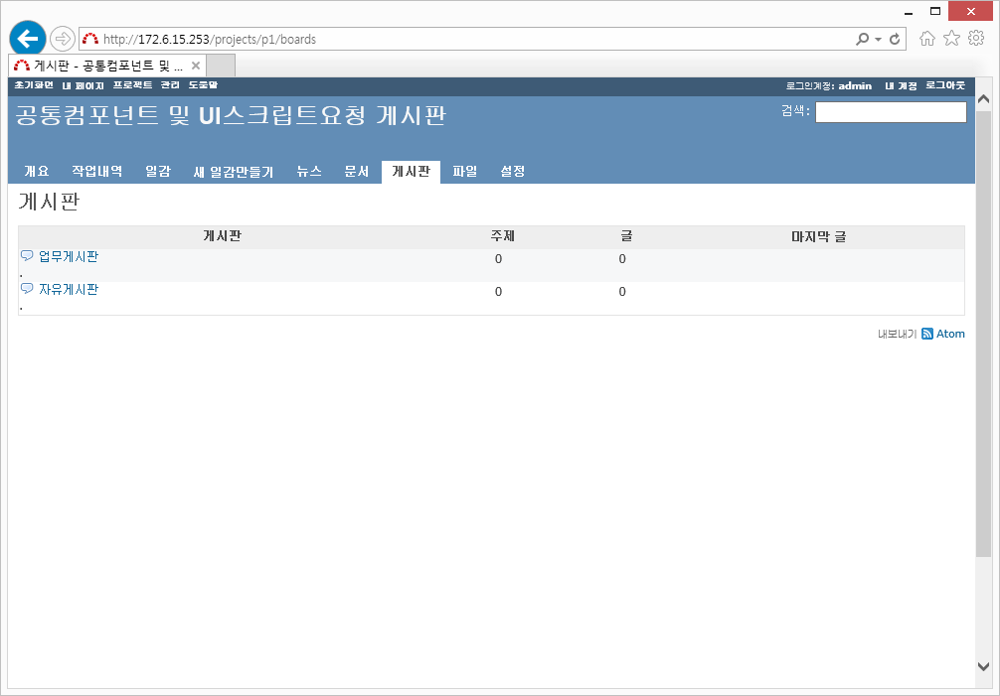 http://172.6.15.253/projects/p1/boards
게시판 - 공통컴포넌트 및 ...
초기화면 내 페이지 프로젝트 관리 도움말 로그인계정: admin 내 계정 로그아웃
공통컴포넌트 및 UI스크립트요청 게시판 검색:
개요 작업내역 일감 새 일감만들기 뉴스 문서 게시판 파일 설정
게시판
게시판 주제 글 마지막 글
업무게시판 0 0
.
자유게시판 0 0
.
내보내기 Atom